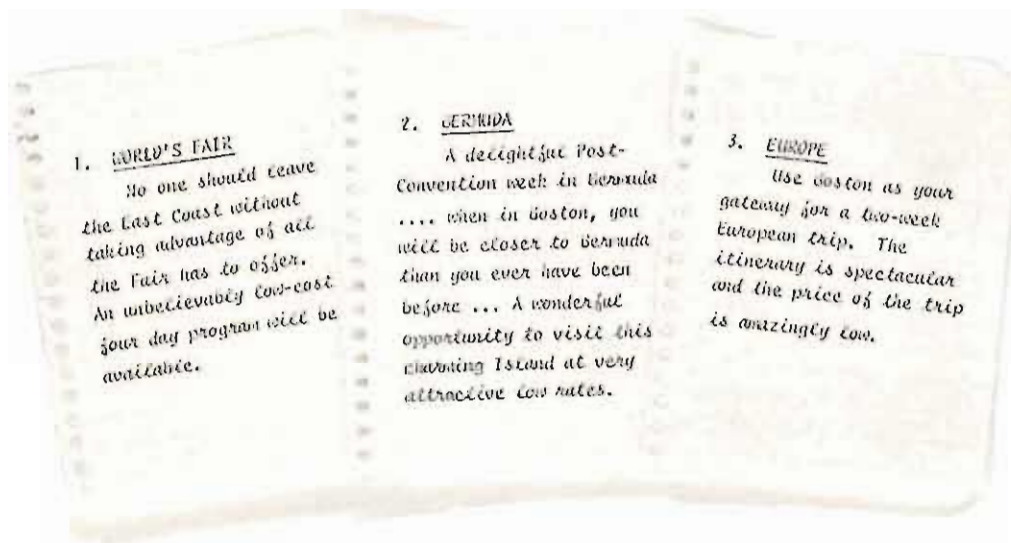 1. WORLD'S FAIR
No one should leave
the East Coast without
taking advantage of all
the Fair has to offer.
An unbelievably low-cost
four day program will be
available.
2. BERMUDA
A delightful Post-
Convention week in Bermuda
.... when in Boston, you
will be closer to Bermuda
than you ever have been
before ... A wonderful
opportunity to visit this
charming Island at very
attractive low rates.
3. EUROPE
Use Boston as your
gateway for a two-week
European trip. The
itinerary is spectacular
and the price of the trip
is amazingly low.